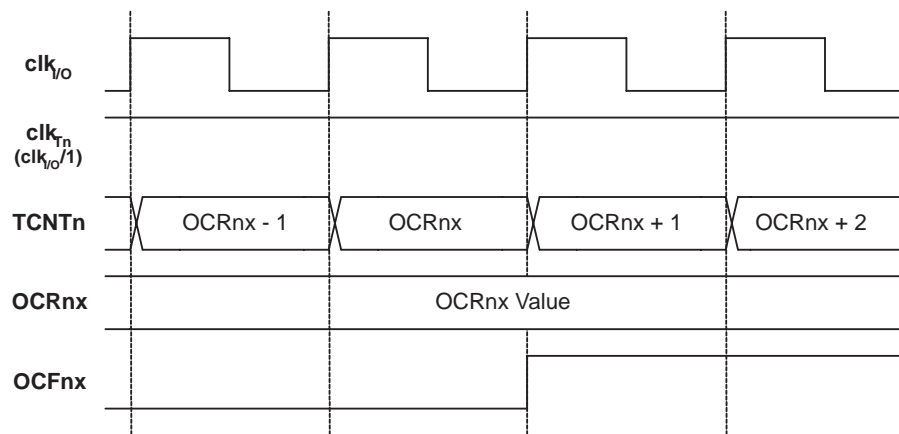 clkI/O
clkTn
(clkI/O/1)
TCNTn OCRnx - 1 OCRnx OCRnx + 1 OCRnx + 2
OCRnx OCRnx Value
OCFnx